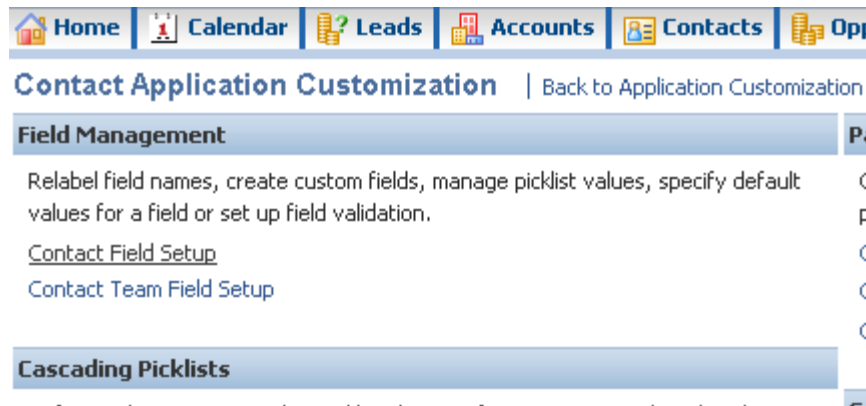 Home Calendar Leads Accounts Contacts
Contact Application Customization | Back to Application Customization
Field Management
Relabel field names, create custom fields, manage picklist values, specify default
values for a field or set up field validation.
Contact Field Setup
Contact Team Field Setup
Cascading Picklists